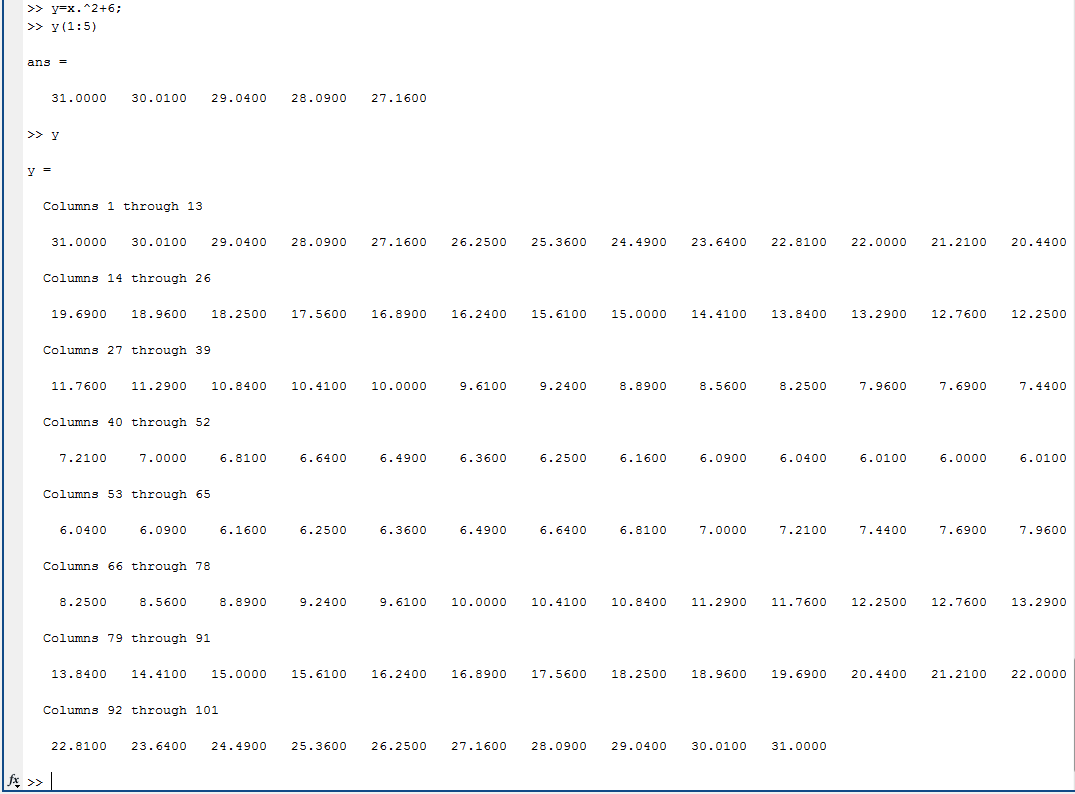 >> y=x.^2+6;
>> y(1:5)
ans =
31.0000 30.0100 29.0400 28.0900 27.1600
>> y
y =
Columns 1 through 13
31.0000 30.0100 29.0400 28.0900 27.1600 26.2500 25.3600 24.4900 23.6400 22.8100 22.0000 21.2100 20.4400
Columns 14 through 26
19.6900 18.9600 18.2500 17.5600 16.8900 16.2400 15.6100 15.0000 14.4100 13.8400 13.2900 12.7600 12.2500
Columns 27 through 39
11.7600 11.2900 10.8400 10.4100 10.0000 9.6100 9.2400 8.8900 8.5600 8.2500 7.9600 7.6900 7.4400
Columns 40 through 52
7.2100 7.0000 6.8100 6.6400 6.4900 6.3600 6.2500 6.1600 6.0900 6.0400 6.0100 6.0000 6.0100
Columns 53 through 65
6.0400 6.0900 6.1600 6.2500 6.3600 6.4900 6.6400 6.8100 7.0000 7.2100 7.4400 7.6900 7.9600
Columns 66 through 78
8.2500 8.5600 8.8900 9.2400 9.6100 10.0000 10.4100 10.8400 11.2900 11.7600 12.2500 12.7600 13.2900
Columns 79 through 91
13.8400 14.4100 15.0000 15.6100 16.2400 16.8900 17.5600 18.2500 18.9600 19.6900 20.4400 21.2100 22.0000
Columns 92 through 101
22.8100 23.6400 24.4900 25.3600 26.2500 27.1600 28.0900 29.0400 30.0100 31.0000
fx >>